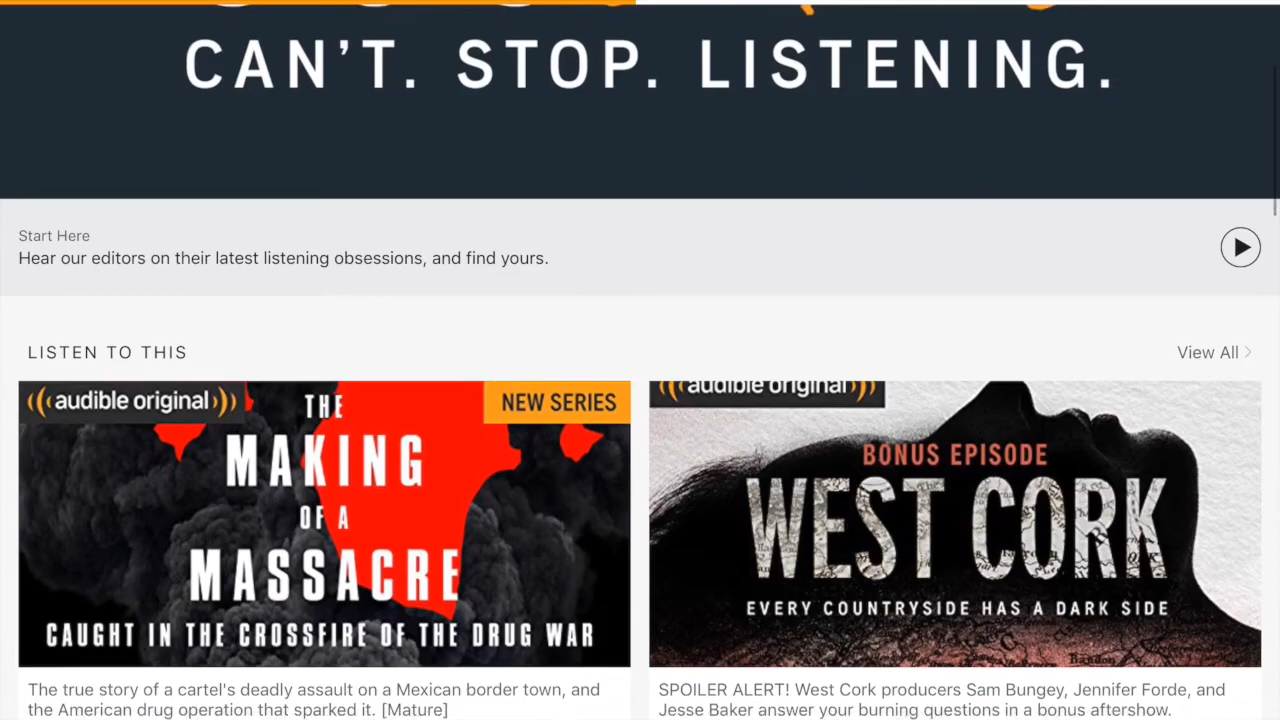 CAN'T. STOP. LISTENING.
Start Here
Hear our editors on their latest listening obsessions, and find yours.
LISTEN TO THIS
View All
audible original
NEW SERIES
THE
MAKING
OF A
MASSACRE
CAUGHT IN THE CROSSFIRE OF THE DRUG WAR
The true story of a cartel's deadly assault on a Mexican border town, and
the American drug operation that sparked it. [Mature]
audible original
BONUS EPISODE
WEST CORK
EVERY COUNTRYSIDE HAS A DARK SIDE
Bandon
SPOILER ALERT! West Cork producers Sam Bungey, Jennifer Forde, and
Jesse Baker answer your burning questions in a bonus aftershow.